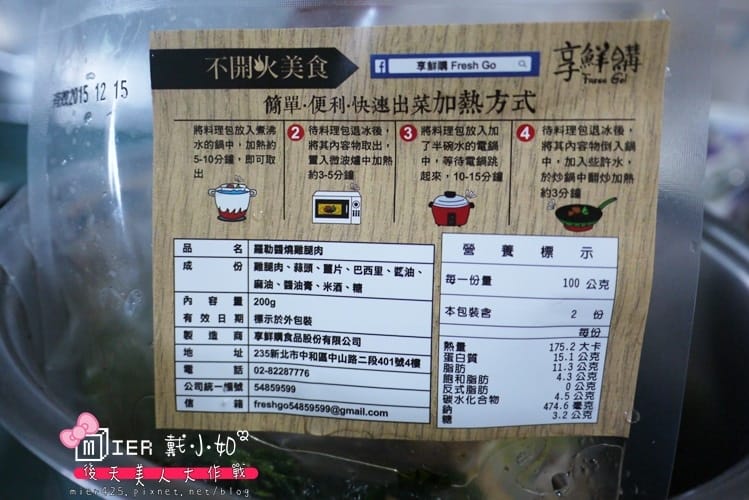 不開火美食
享鮮購 Fresh Go
享鮮購
Fresh Go!
2015 12 15
簡單·便利·快速出菜加熱方式
將料理包放入煮沸
水的鍋中，加熱約
5-10分鐘，即可取
出
2 待料理包退冰後，
將其內容物取出，
置入微波爐中加熱
約3-5分鐘
3 將料理包放入加
了半碗水的電鍋
中，等待電鍋跳
起來，10-15分鐘
4 待料理包退冰後，
將其內容物倒入鍋
中，加入些許水，
於炒鍋中翻炒加熱
約3分鐘
品名 羅勒醬燒雞腿肉
成份 雞腿肉、蒜頭、薑片、巴西里、蚝油、
麻油、醬油膏、米酒、糖
內容量 200g
有效日期 標示於外包裝
製造商 享鮮購食品股份有限公司
地址 235新北市中和區中山路二段401號4樓
電話 02-82287776
公司統一編號 54859599
信箱 freshgo54859599@gmail.com
營養標示
每一份量 100 公克
本包裝含 2 份
每份
熱量 175.2 大卡
蛋白質 15.1 公克
脂肪 11.3 公克
飽和脂肪 4.3 公克
反式脂肪 0 公克
碳水化合物 4.5 公克
鈉 474.6 毫克
糖 3.2 公克
MIER 戴小如
後天美人大作戰
mier425.pixnet.net/blog